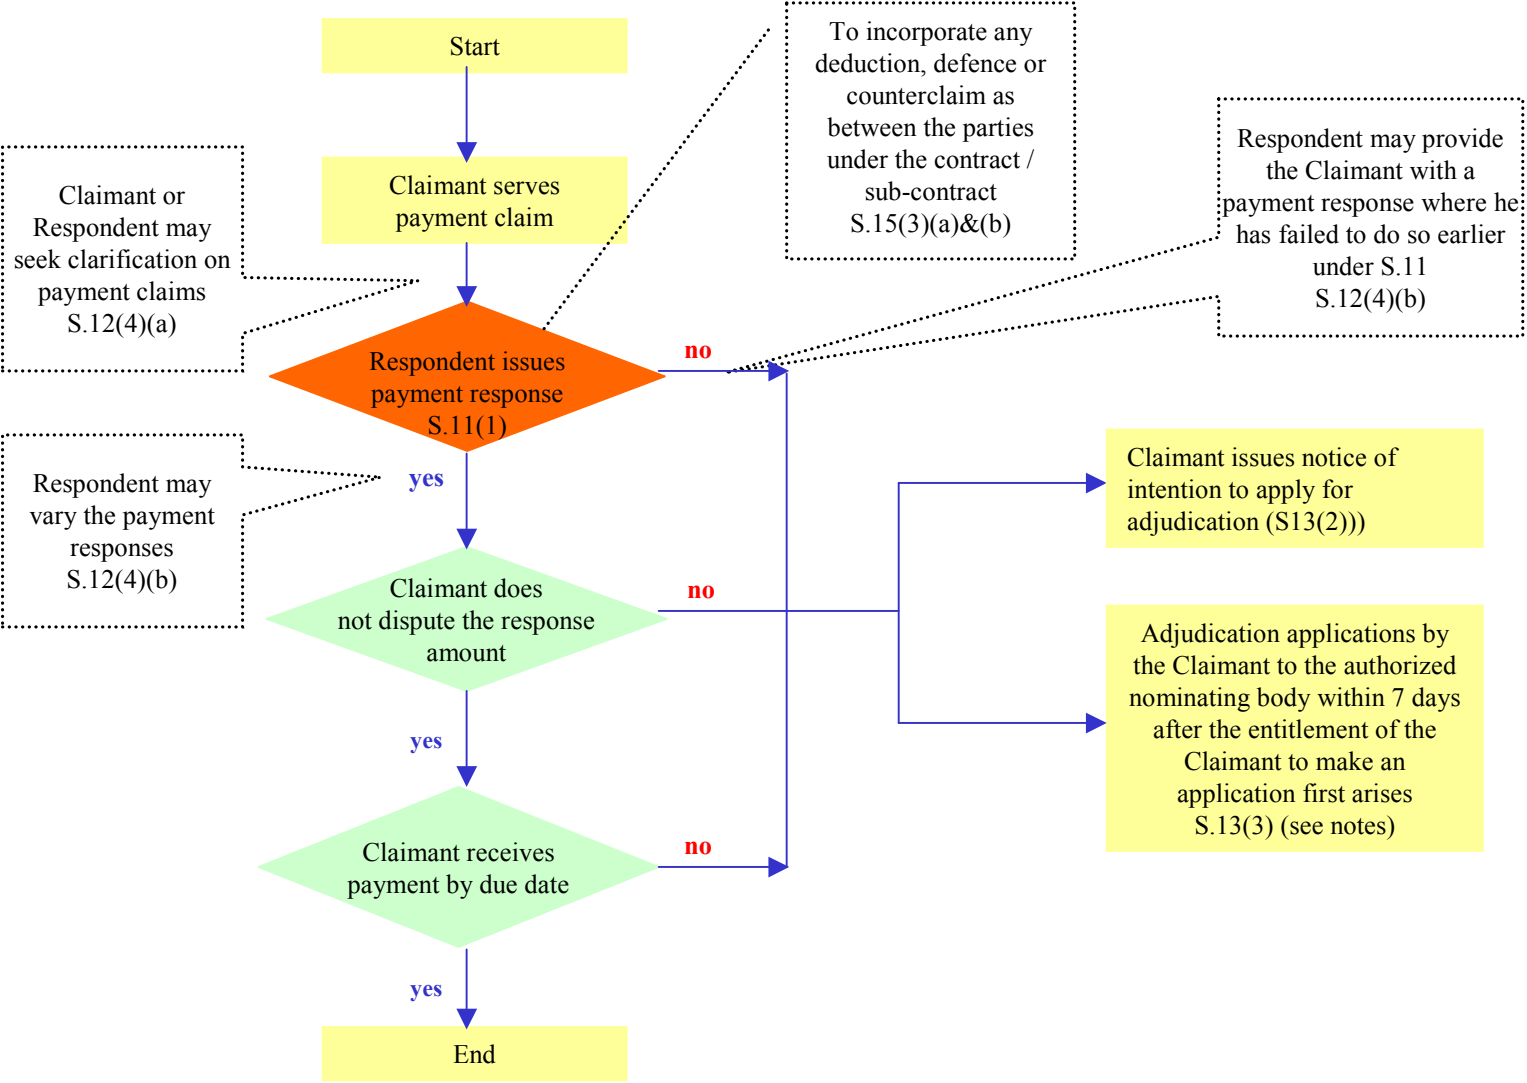 Start
To incorporate any
deduction, defence or
counterclaim as
between the parties
under the contract /
sub-contract
S.15(3)(a)&(b)
Respondent may provide
the Claimant with a
payment response where he
has failed to do so earlier
under S.11
S.12(4)(b)
Claimant serves
payment claim
Claimant or
Respondent may
seek clarification on
payment claims
S.12(4)(a)
Respondent issues
payment response
S.11(1)
no
yes
Respondent may
vary the payment
responses
S.12(4)(b)
Claimant issues notice of
intention to apply for
adjudication (S13(2)))
Claimant does
not dispute the response
amount
no
yes
Adjudication applications by
the Claimant to the authorized
nominating body within 7 days
after the entitlement of the
Claimant to make an
application first arises
S.13(3) (see notes)
Claimant receives
payment by due date
no
yes
End